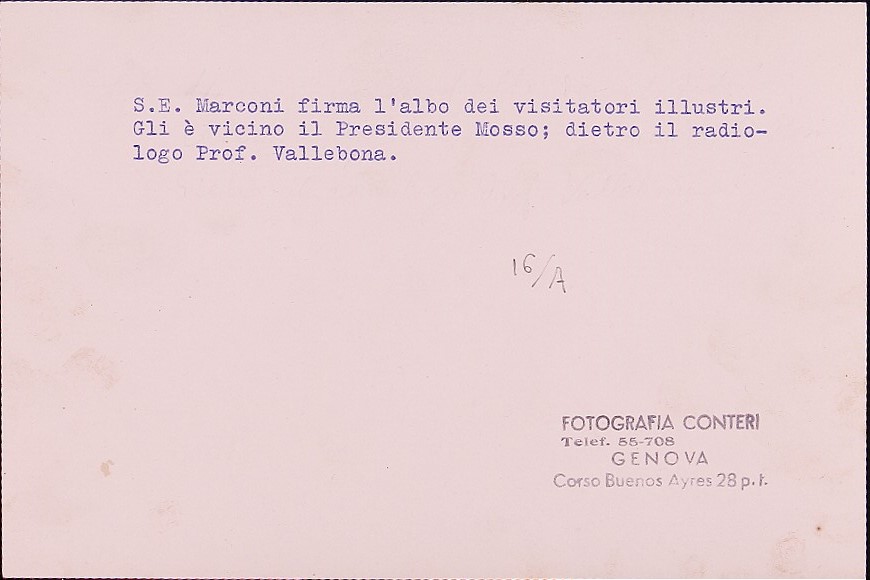 S.E. Marconi firma l'albo dei visitatori illustri.
Gli è vicino il Presidente Mosso; dietro il radio-
logo Prof. Vallebona.
16/A
FOTOGRAFIA CONTERI
Telef. 55-708
GENOVA
Corso Buenos Ayres 28 p. t.